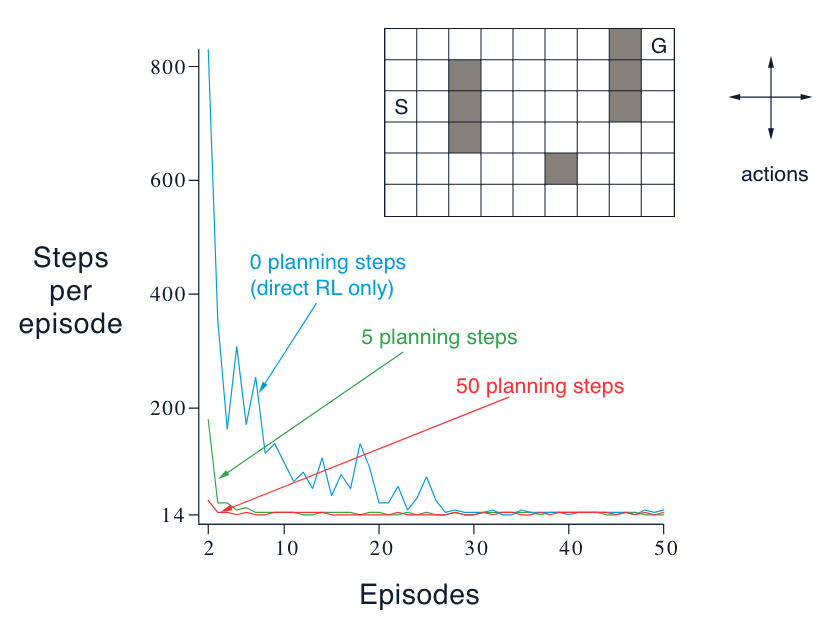 800
600
400
200
14
Steps
per
episode
0 planning steps
(direct RL only)
5 planning steps
50 planning steps
S
G
actions
2
10
20
30
40
50
Episodes